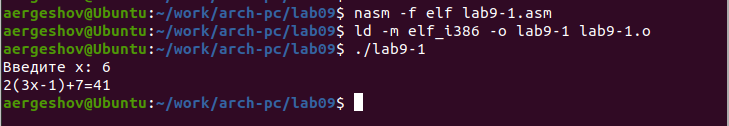 aergeshov@Ubuntu:~/work/arch-pc/lab09$ nasm -f elf lab9-1.asm
aergeshov@Ubuntu:~/work/arch-pc/lab09$ ld -m elf_i386 -o lab9-1 lab9-1.o
aergeshov@Ubuntu:~/work/arch-pc/lab09$ ./lab9-1
Введите x: 6
2(3x-1)+7=41
aergeshov@Ubuntu:~/work/arch-pc/lab09$